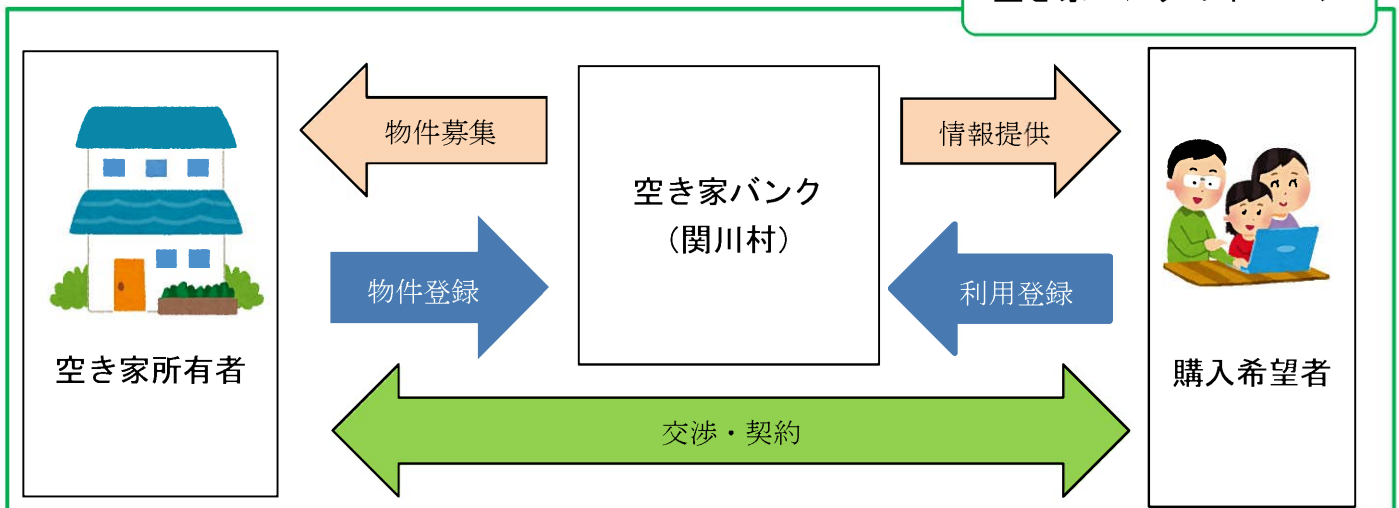 物件募集
情報提供
空き家バンク
（関川村）
物件登録
利用登録
空き家所有者
購入希望者
交渉・契約